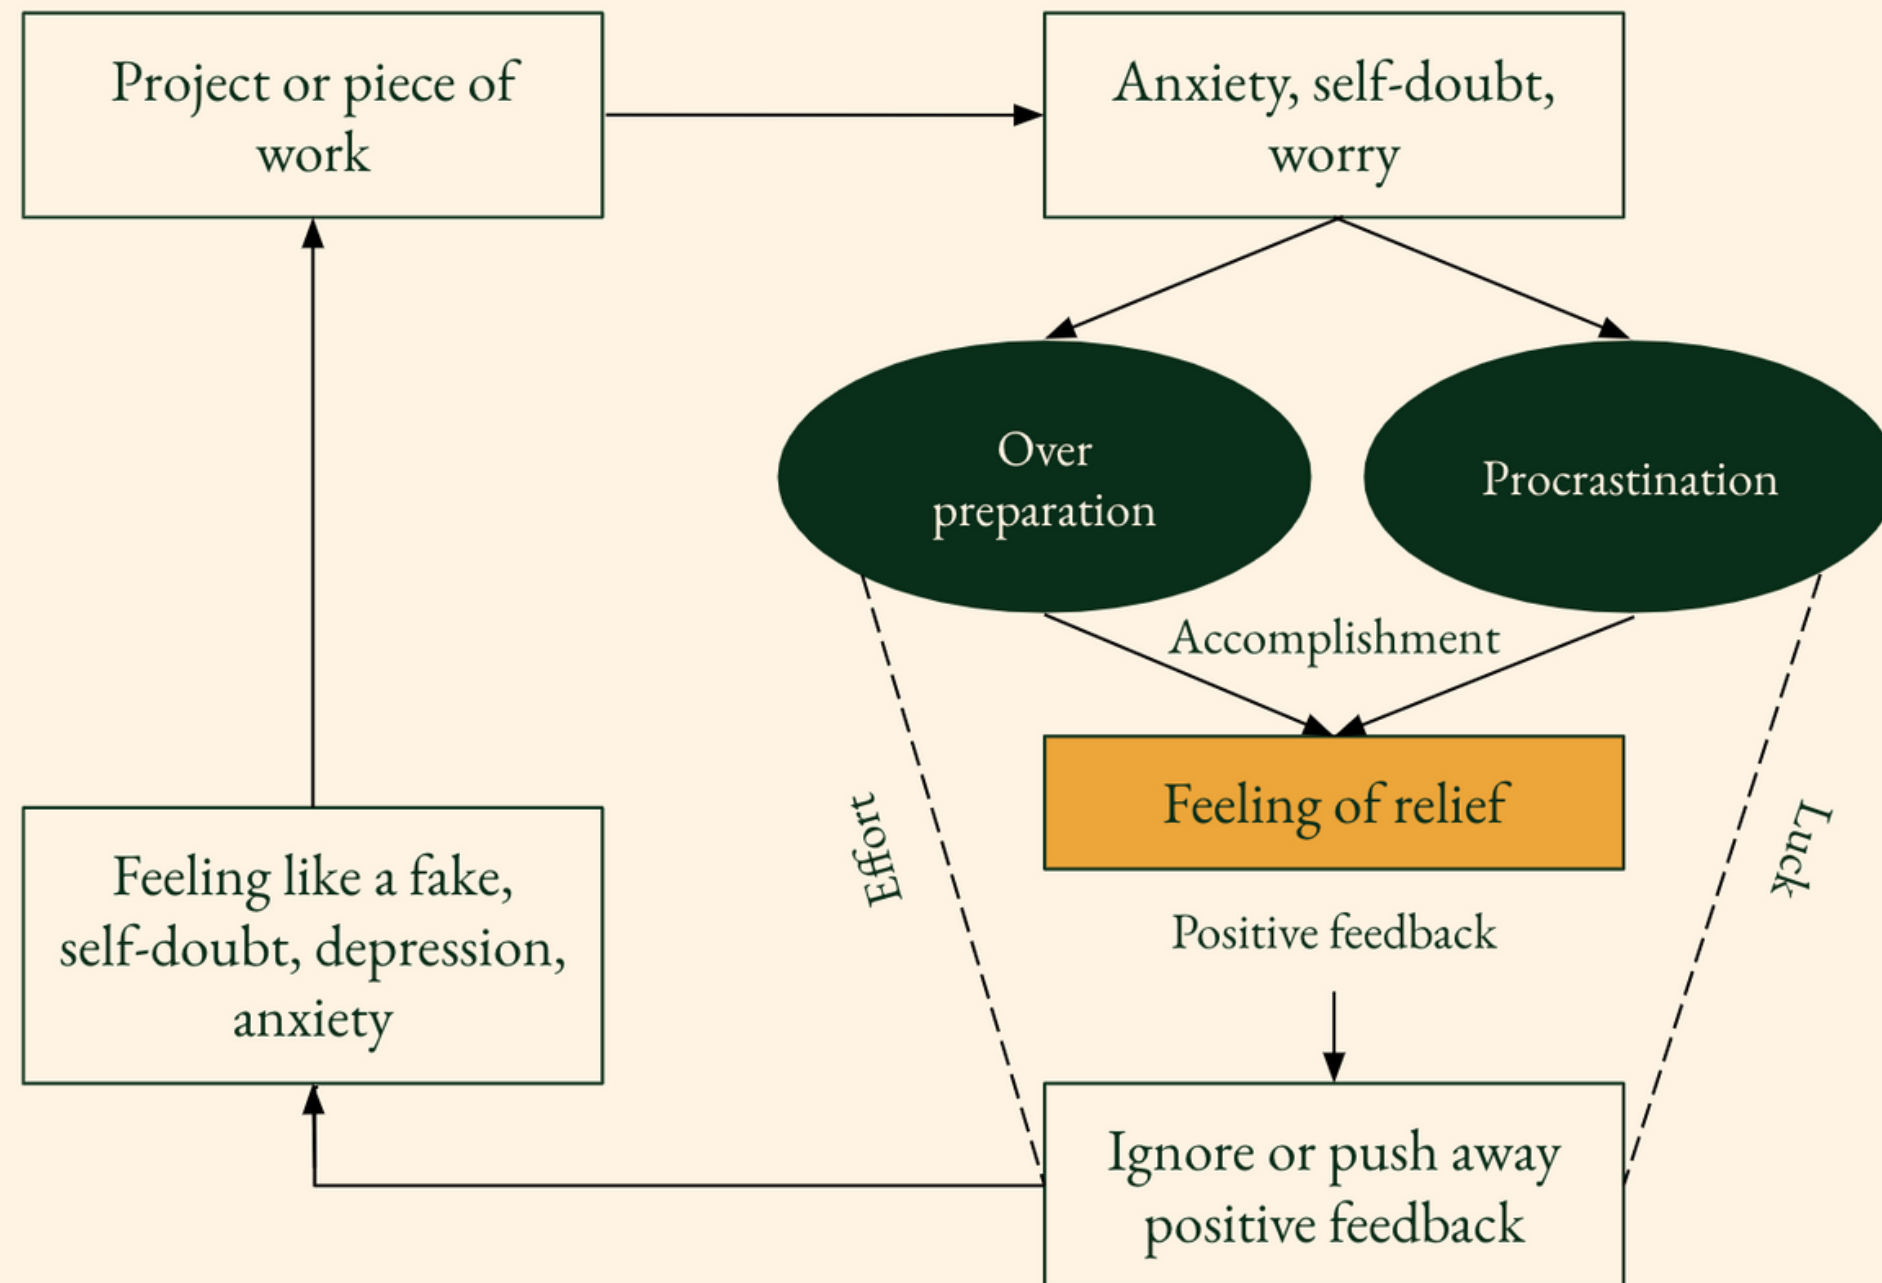 Project or piece of
work
Anxiety, self-doubt,
worry
Over
preparation
Procrastination
Accomplishment
Feeling of relief
Effort
Luck
Positive feedback
Feeling like a fake,
self-doubt, depression,
anxiety
Ignore or push away
positive feedback